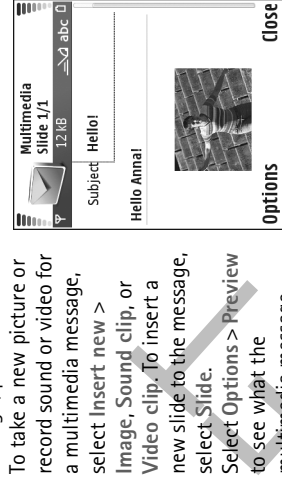 To take a new picture or
record sound or video for
a multimedia message,
select Insert new >
Image, Sound clip, or
Video clip. To insert a
new slide to the message,
select Slide.
Select Options > Preview
to see what the
multimedia message
Multimedia
Slide 1/1
12 kB abc
Subject Hello!
Hello Anna!
Options Close